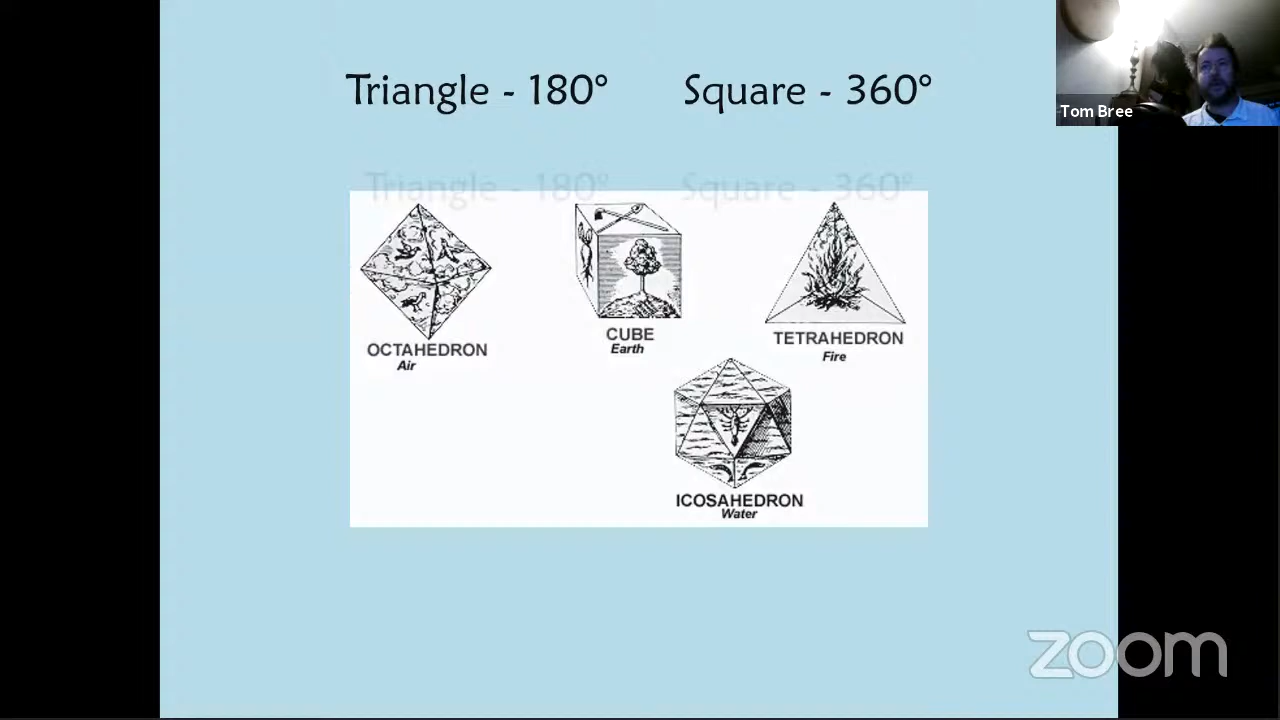 Triangle - 180° Square - 360°
Tom Bree
Triangle - 180° Square - 360°
OCTAHEDRON
Air
CUBE
Earth
TETRAHEDRON
Fire
ICOSAHEDRON
Water
zoom